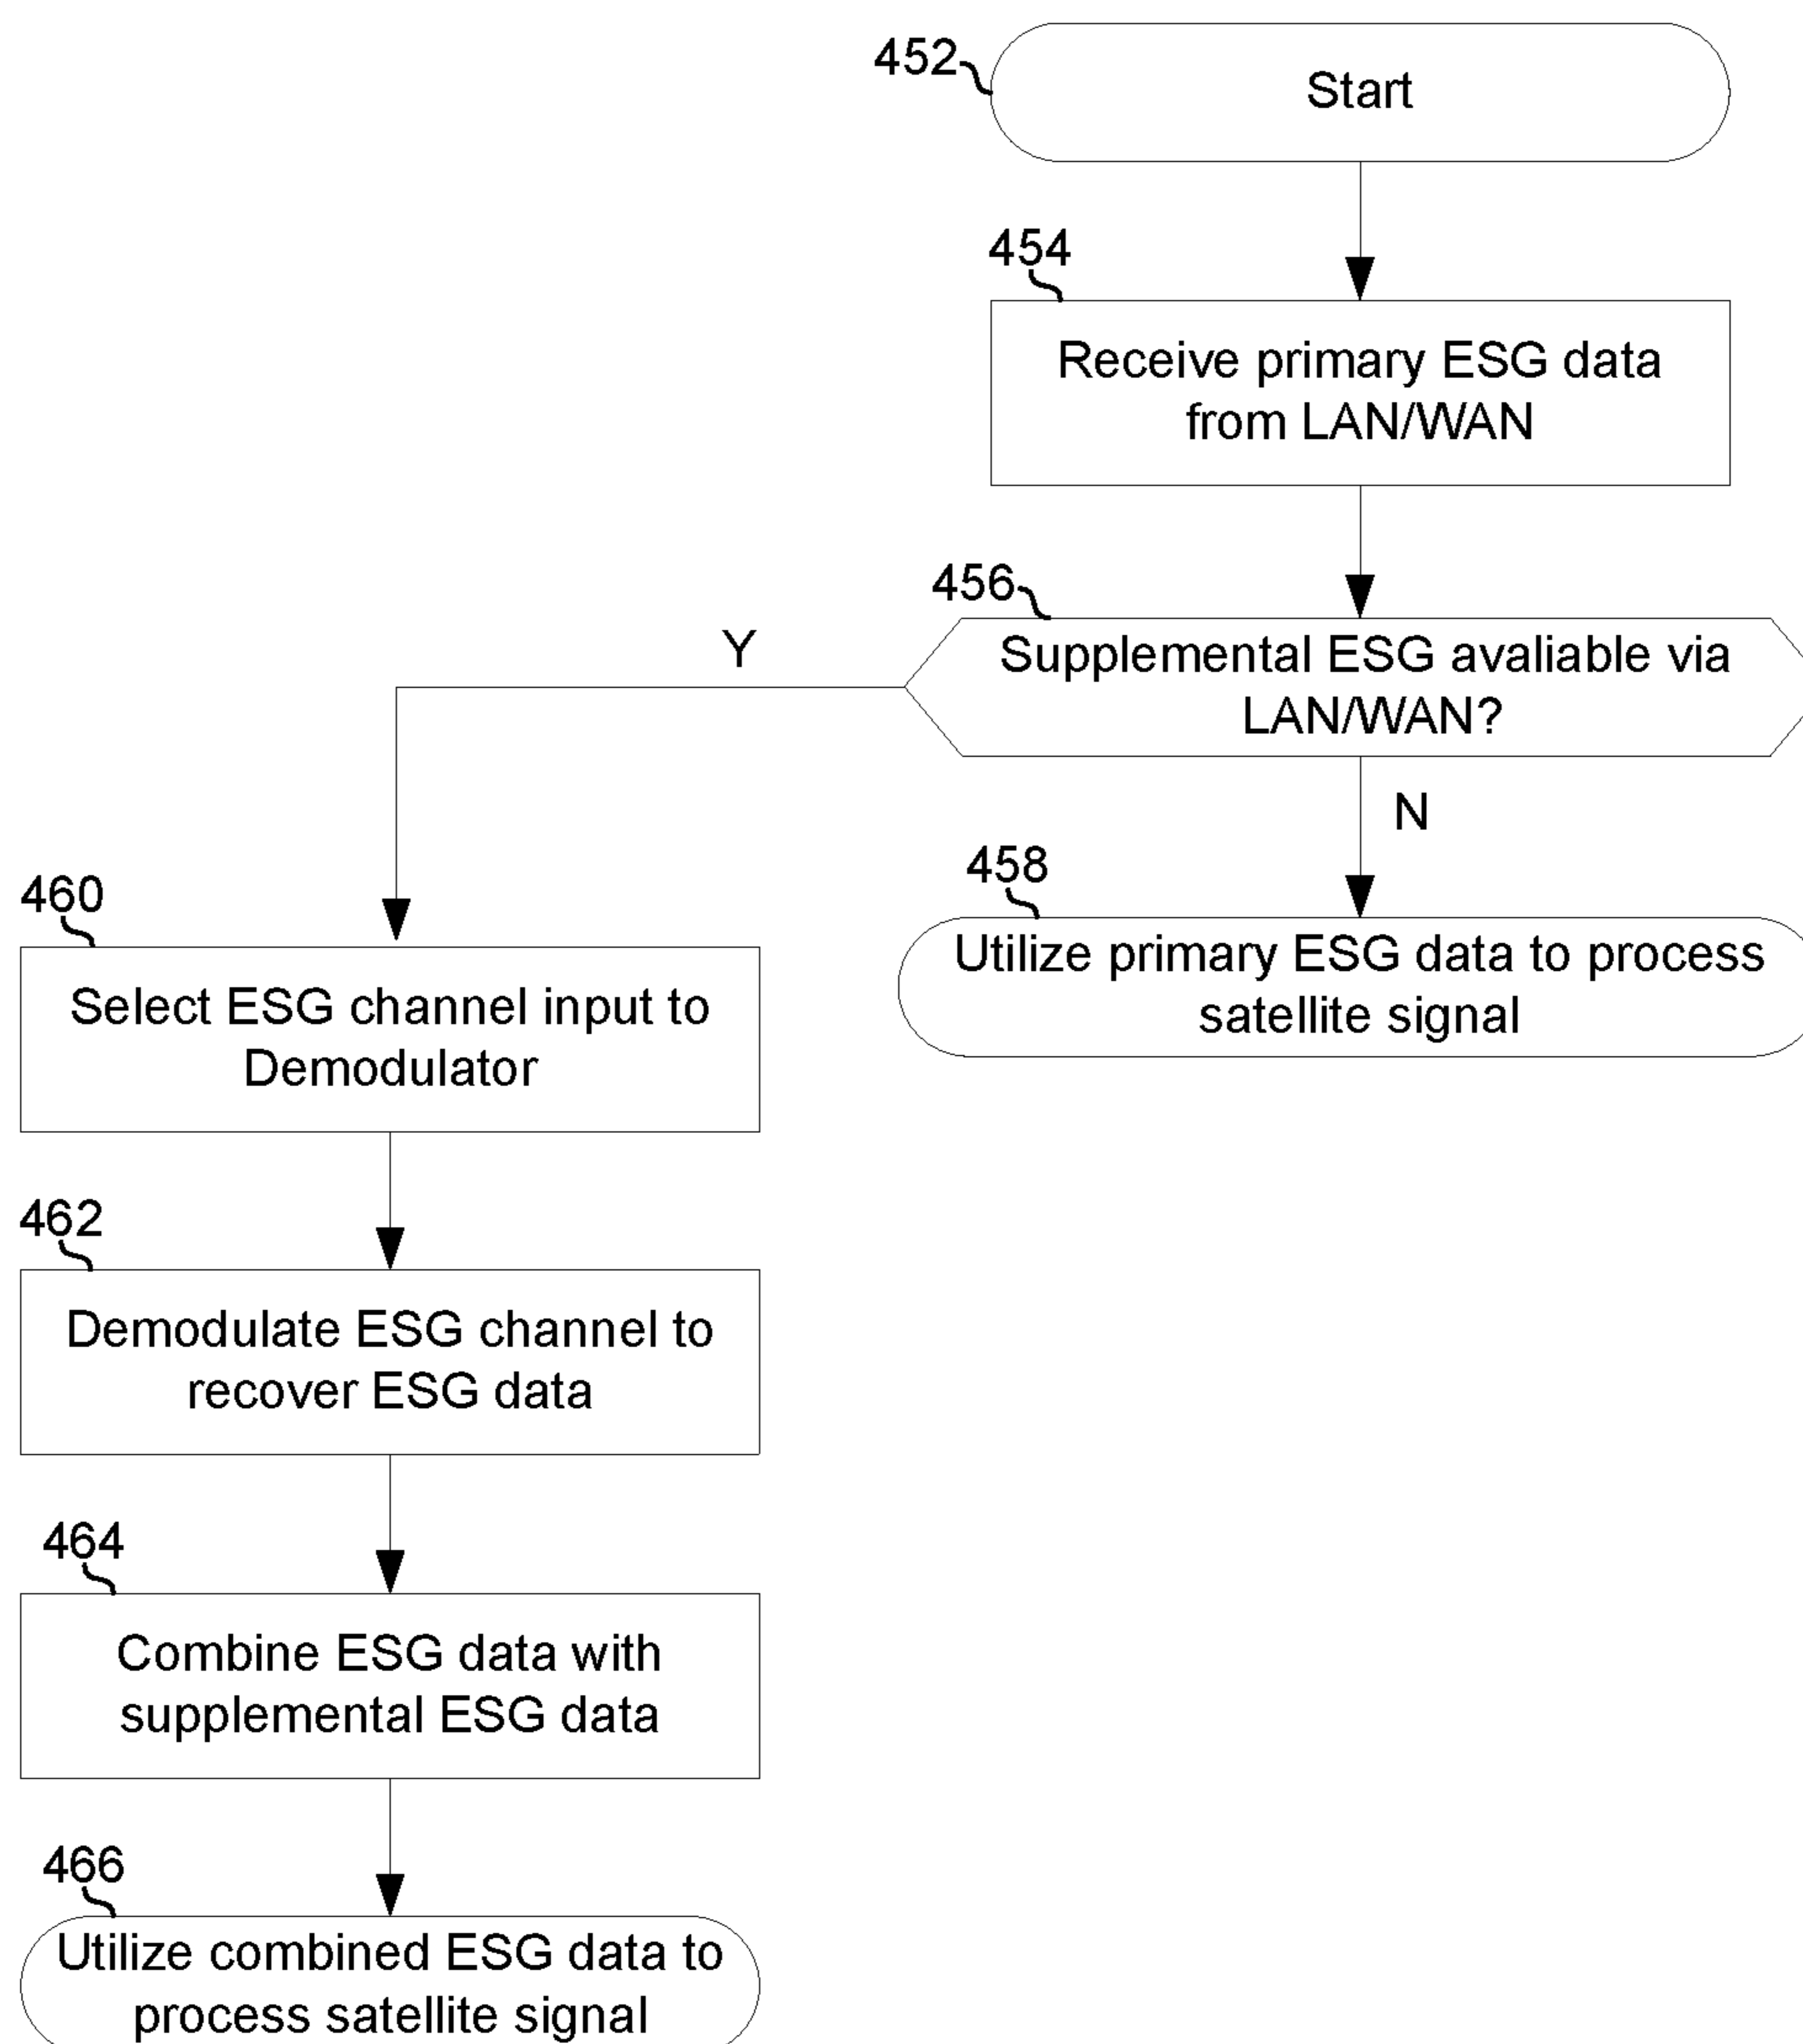 452
Start
454
Receive primary ESG data
from LAN/WAN
456
Supplemental ESG avaliable via
LAN/WAN?
Y
N
458
Utilize primary ESG data to process
satellite signal
460
Select ESG channel input to
Demodulator
462
Demodulate ESG channel to
recover ESG data
464
Combine ESG data with
supplemental ESG data
466
Utilize combined ESG data to
process satellite signal